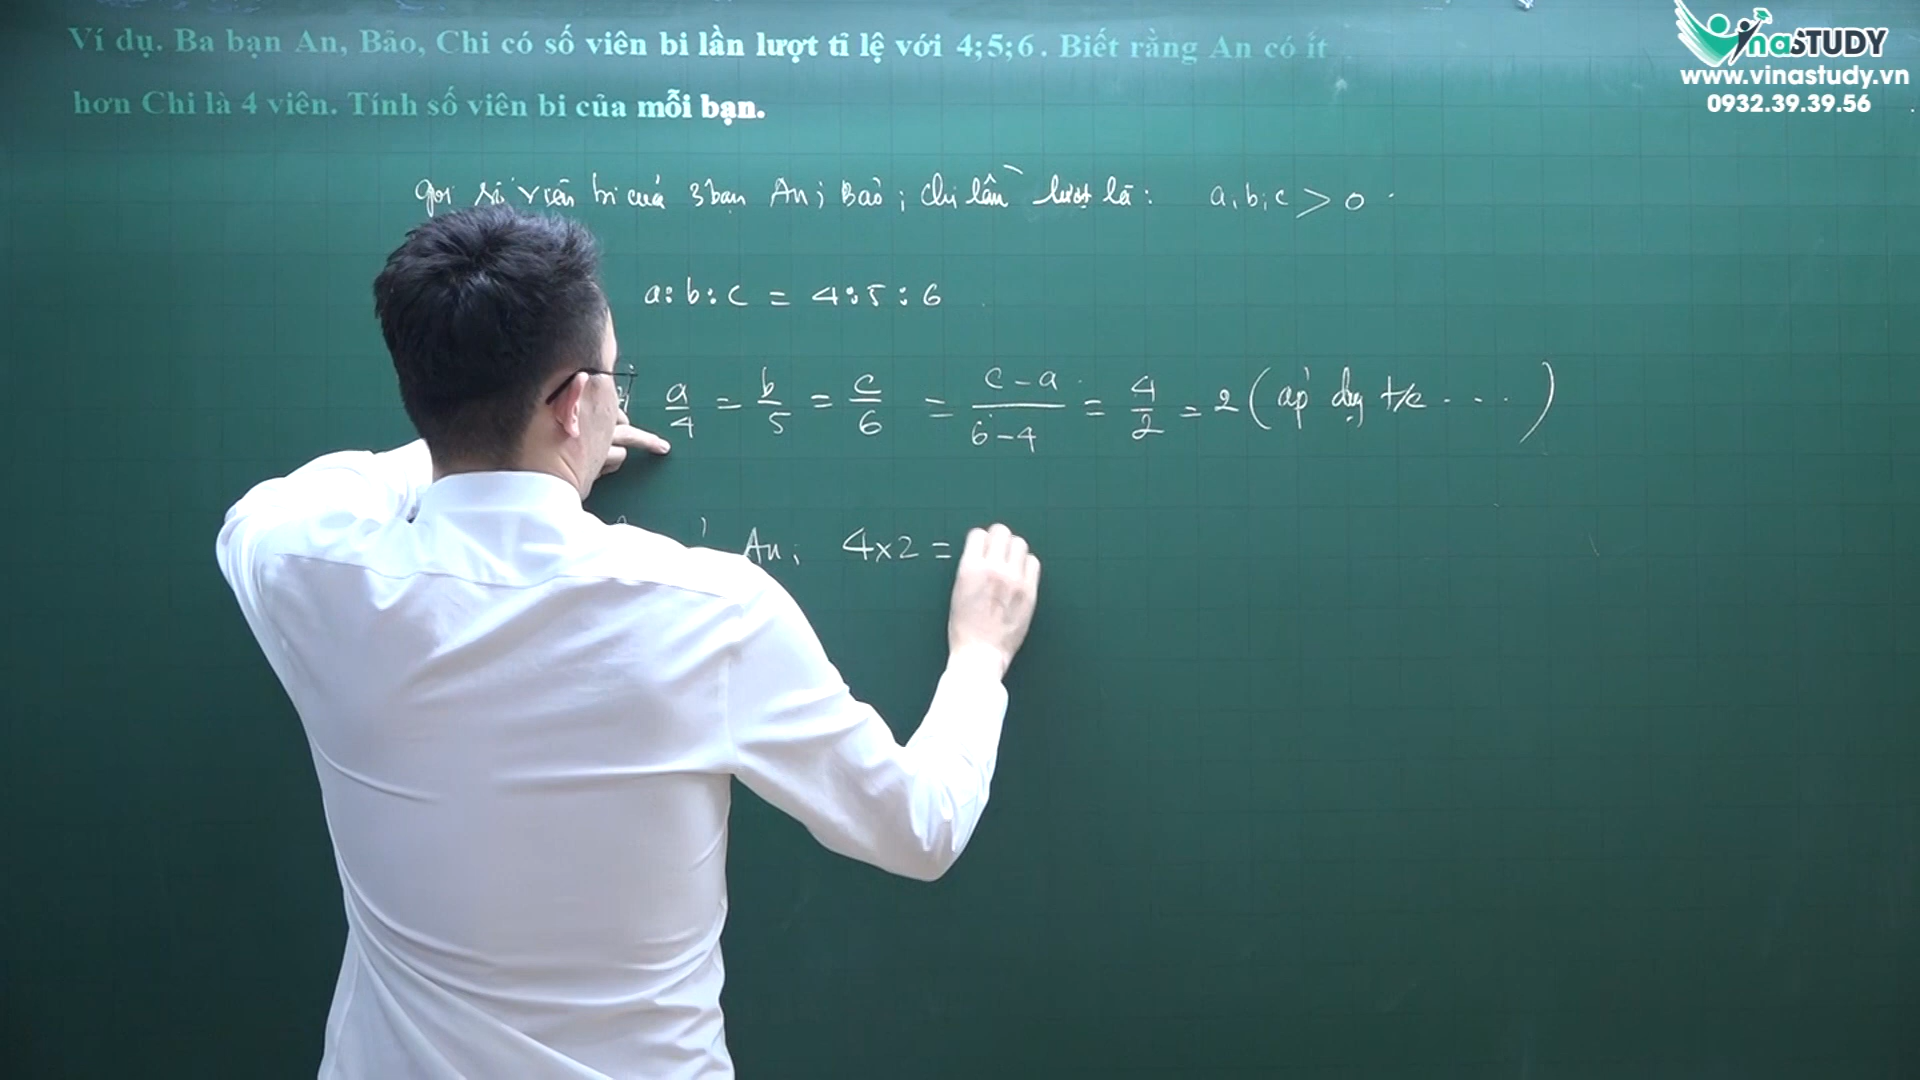 Ví dụ. Ba bạn An, Bảo, Chi có số viên bi lần lượt tỉ lệ với 4;5;6. Biết rằng An có ít
hơn Chi là 4 viên. Tính số viên bi của mỗi bạn.
VinaSTUDY
www.vinastudy.vn
0932.39.39.56
Gọi số viên bi của 3 bạn An; Bảo; Chi lần lượt là: a, b; c > 0
a:b:c = 4:5:6
a/4 = b/5 = c/6 = c-a/6-4 = 4/2 = 2 (áp dụng t/c ...)
An: 4x2 =